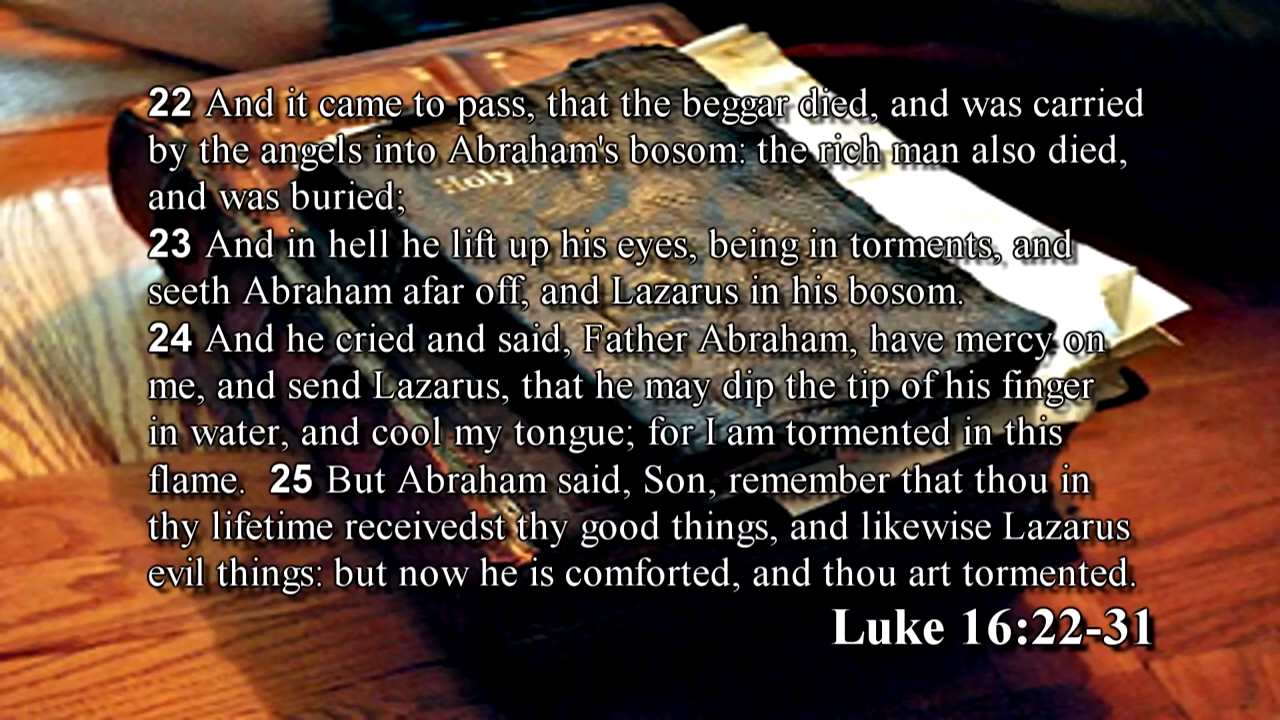 22 And it came to pass, that the beggar died, and was carried
by the angels into Abraham's bosom: the rich man also died,
and was buried;
23 And in hell he lift up his eyes, being in torments, and
seeth Abraham afar off, and Lazarus in his bosom.
24 And he cried and said, Father Abraham, have mercy on
me, and send Lazarus, that he may dip the tip of his finger
in water, and cool my tongue; for I am tormented in this
flame. 25 But Abraham said, Son, remember that thou in
thy lifetime receivedst thy good things, and likewise Lazarus
evil things: but now he is comforted, and thou art tormented.
Luke 16:22-31
Holy